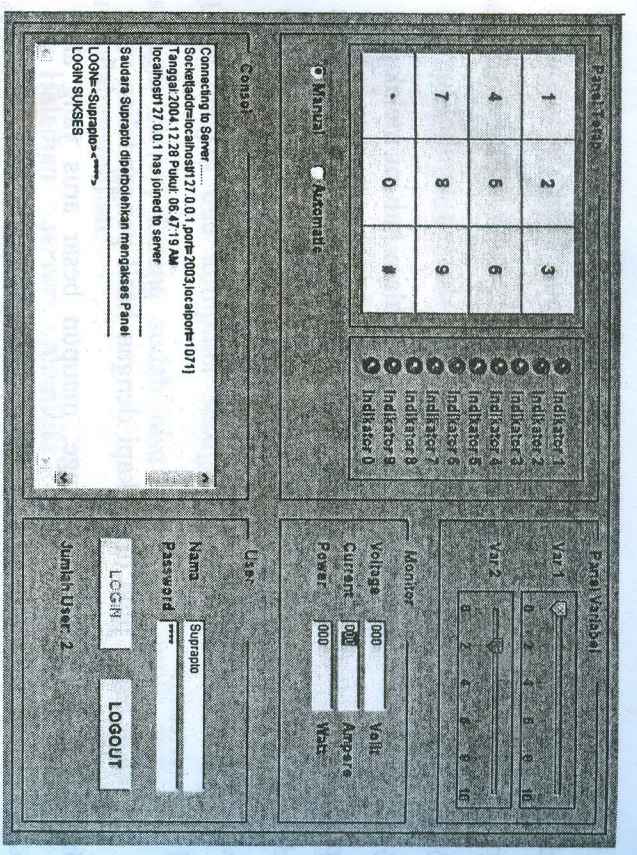 Panel Tetap
1 2 3
4 5 6
7 8 9
* 0 #
Manual Automatic
Indikator 1
Indikator 2
Indikator 3
Indikator 4
Indikator 5
Indikator 6
Indikator 7
Indikator 8
Indikator 9
Indikator 0
Panel Variabel
Var 1
0 2 4 6 8 10
Var 2
0 2 4 6 8 10
Monitor
Voltage 000 Vallt
Current 000 Ampere
Power 000 Watt
Consol
Connecting to Server .......
Socket[addr=localhost/127.0.0.1,port=2003,localport=1071]
Tanggal:2004.12.28 Pukul: 06.47:19 AM
localhost/127.0.0.1 has joined to server
Saudara Suprapto diperbolehkan mengakses Panel
LOGN=<Suprapto><****>
LOGIN SUKSES
User
Nama Suprapto
Password ****
LOGIN LOGOUT
Jumlah User: 2